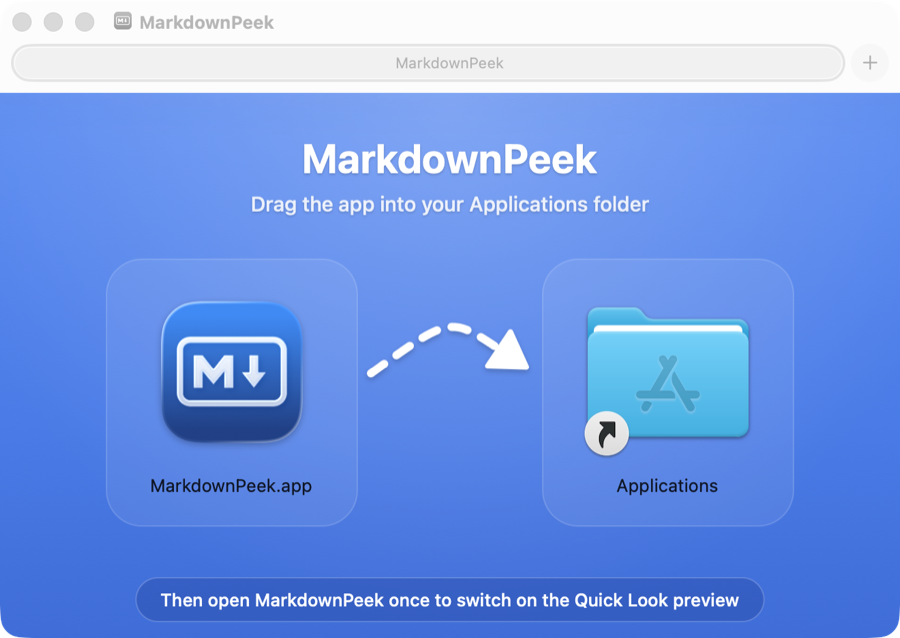 MarkdownPeek
MarkdownPeek
MarkdownPeek
Drag the app into your Applications folder
M
MarkdownPeek.app
Applications
Then open MarkdownPeek once to switch on the Quick Look preview